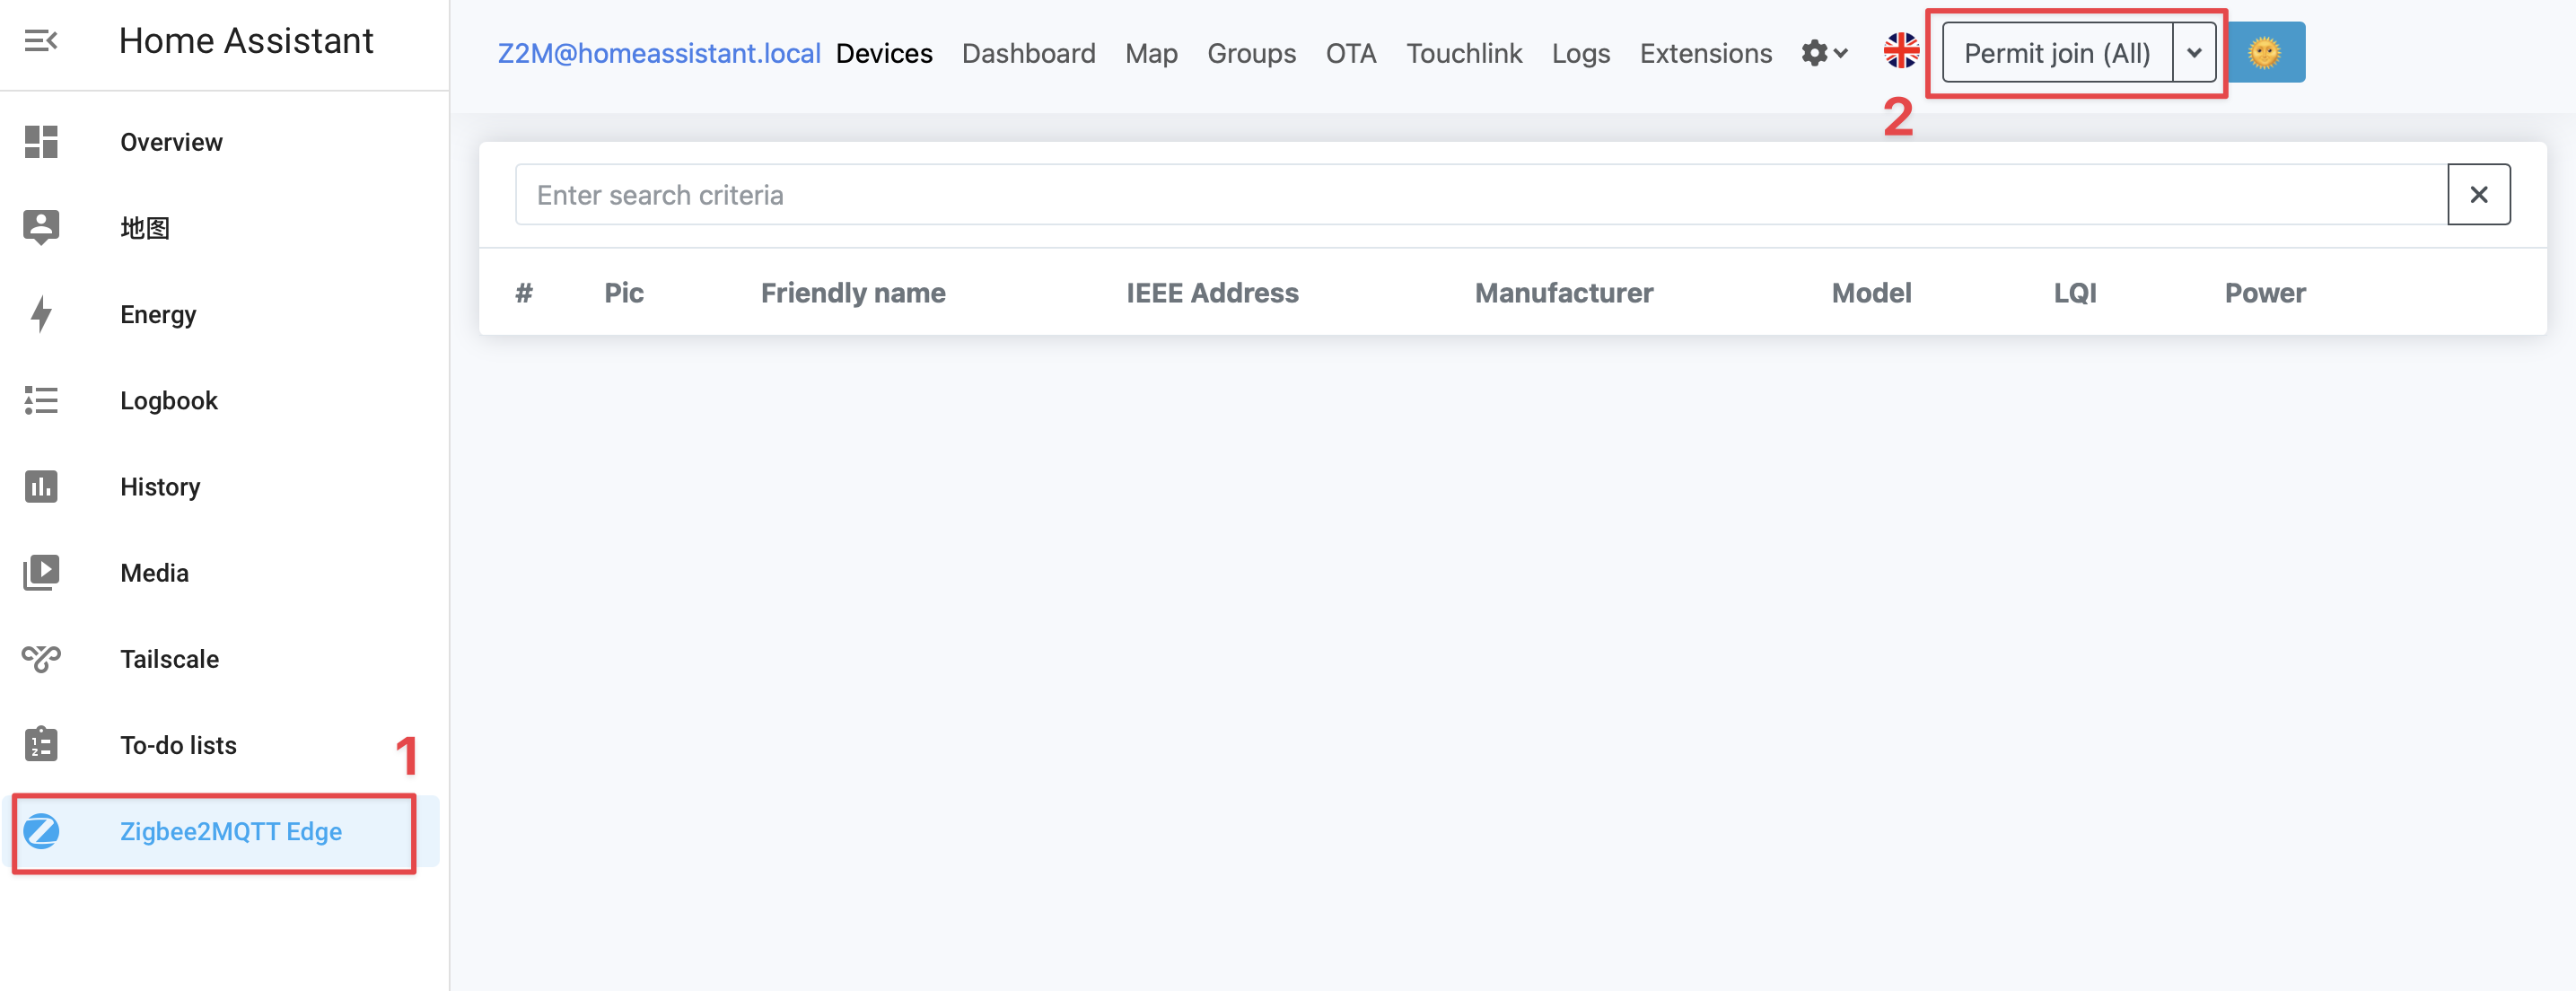 Home Assistant
Overview
地图
Energy
Logbook
History
Media
Tailscale
To-do lists
1
Zigbee2MQTT Edge
Z2M@homeassistant.local Devices Dashboard Map Groups OTA Touchlink Logs Extensions Permit join (All)
2
Enter search criteria
# Pic Friendly name IEEE Address Manufacturer Model LQI Power